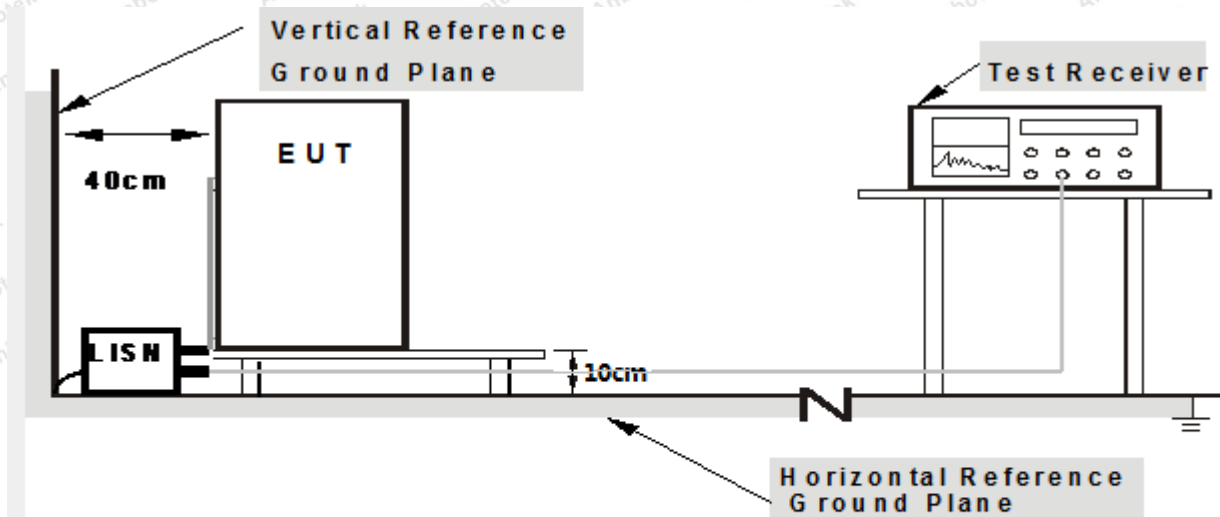 Vertical Reference
Ground Plane
Test Receiver
EUT
40cm
LISN
10cm
N
Horizontal Reference
Ground Plane